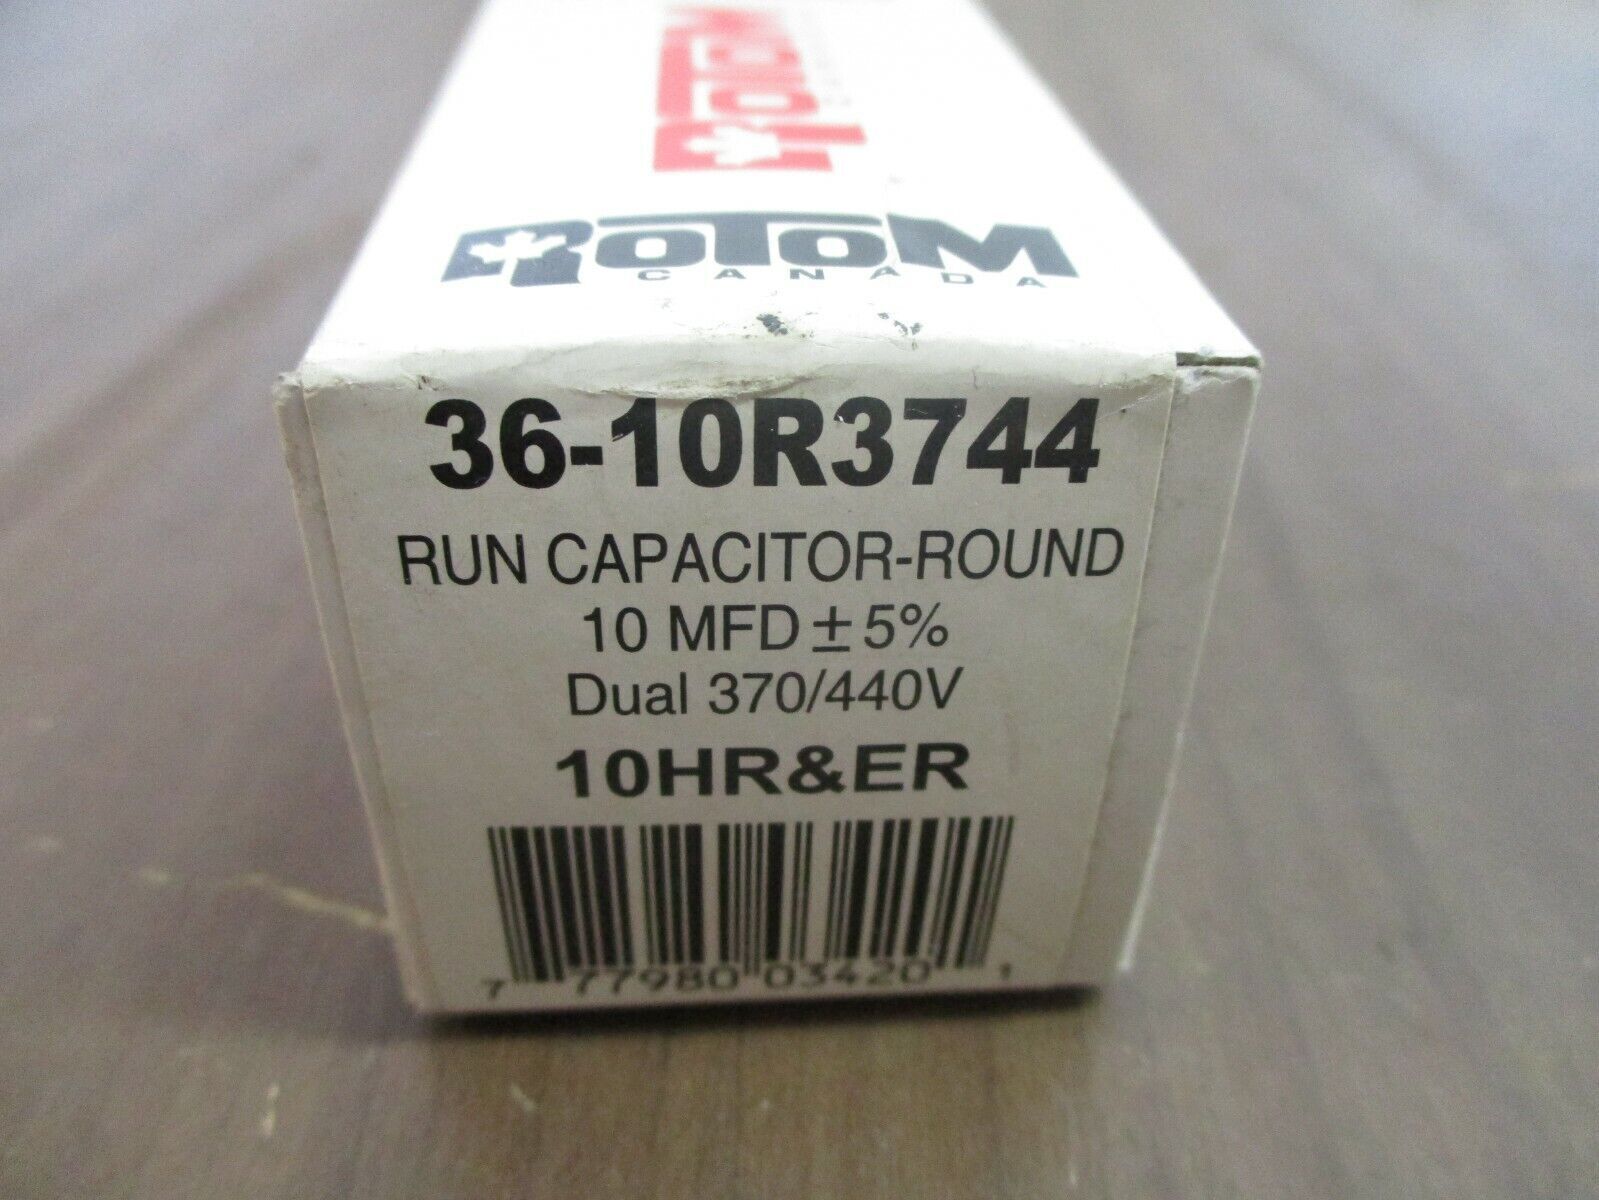 ROTOM
ROTOM
CANADA
36-10R3744
RUN CAPACITOR-ROUND
10 MFD ± 5%
Dual 370/440V
10HR&ER
7 77980 03420 1